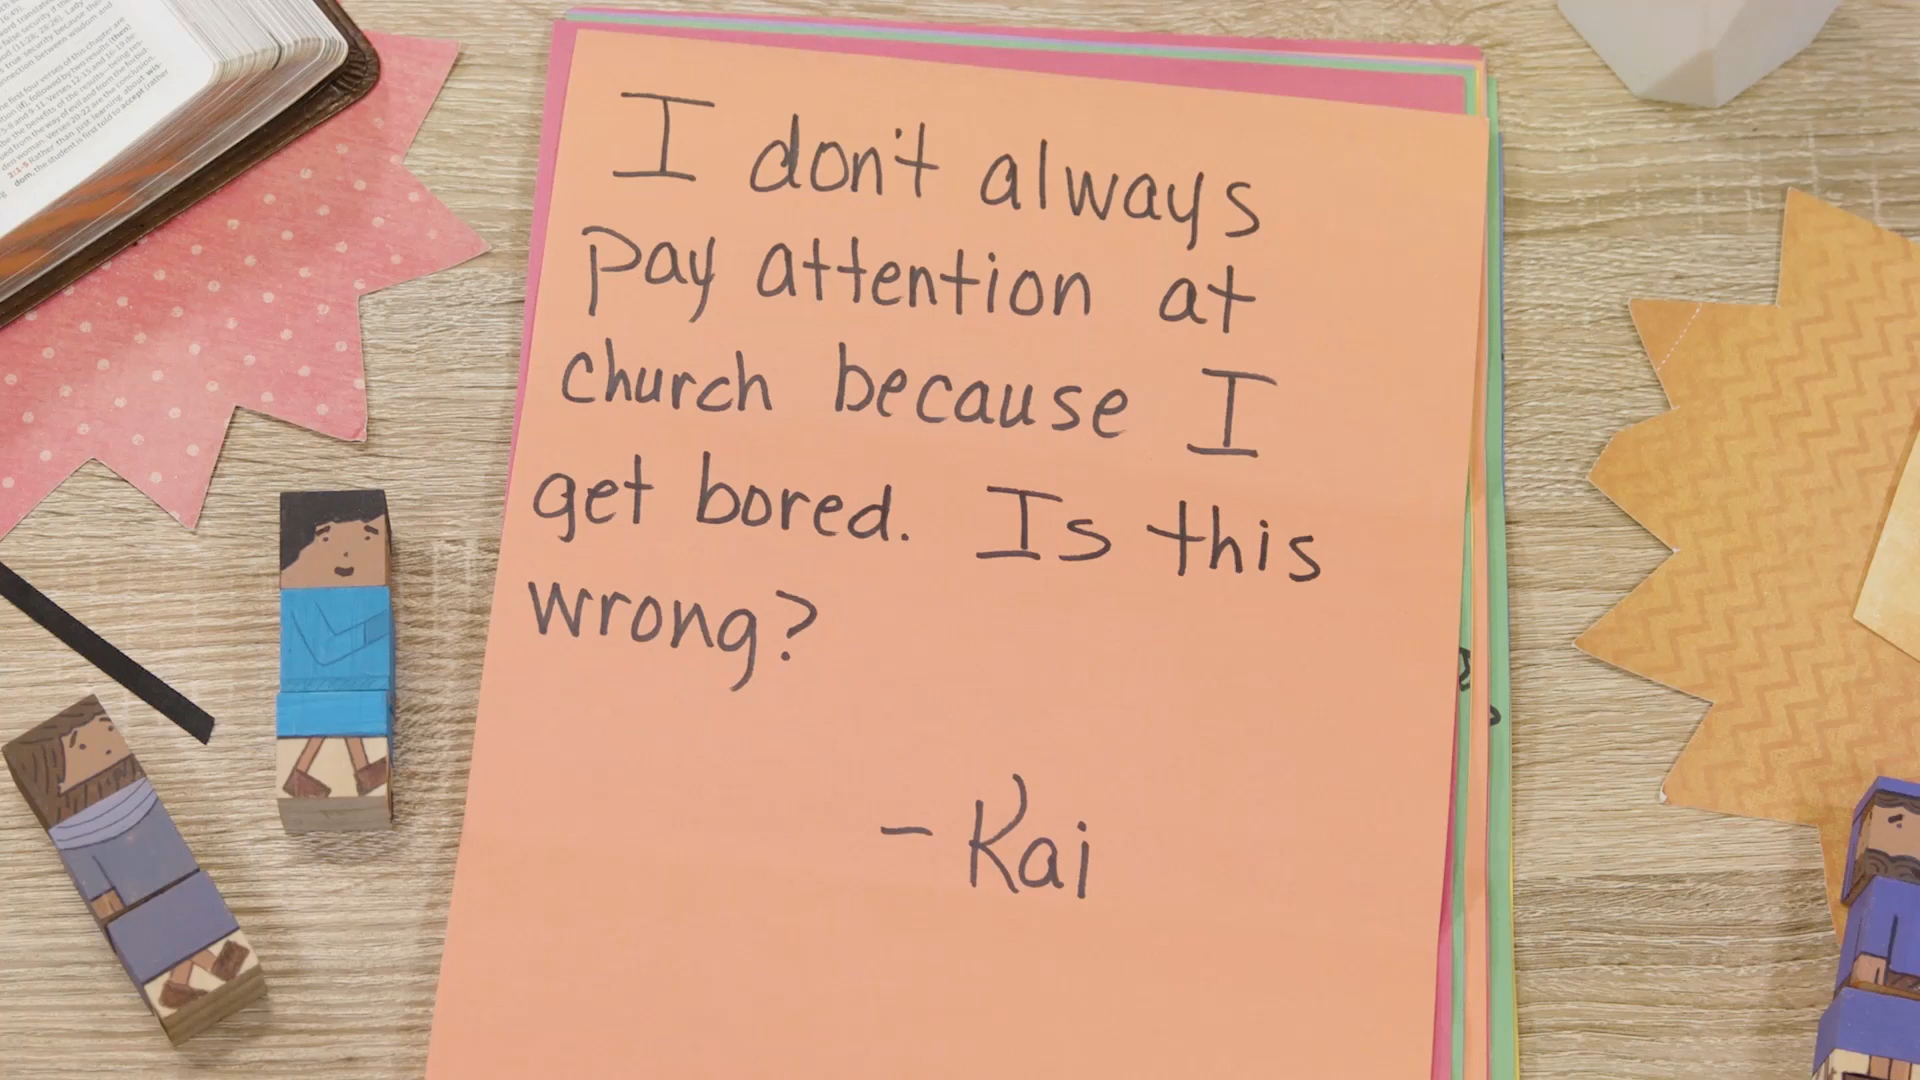 I don't always
pay attention at
church because I
get bored. Is this
wrong?
- Kai